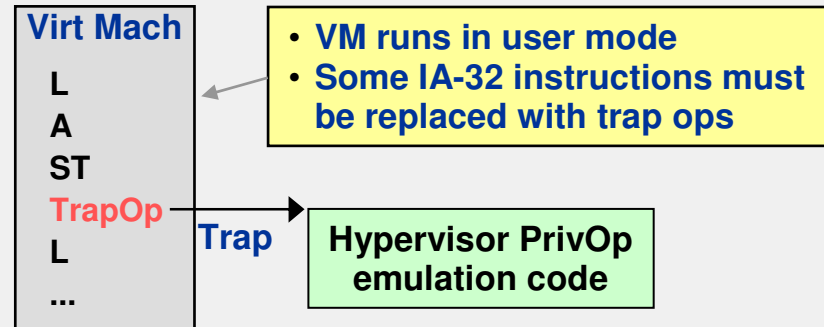 Virt Mach
L
A
ST
TrapOp
L
...
• VM runs in user mode
• Some IA-32 instructions must
be replaced with trap ops
Trap
Hypervisor PrivOp
emulation code